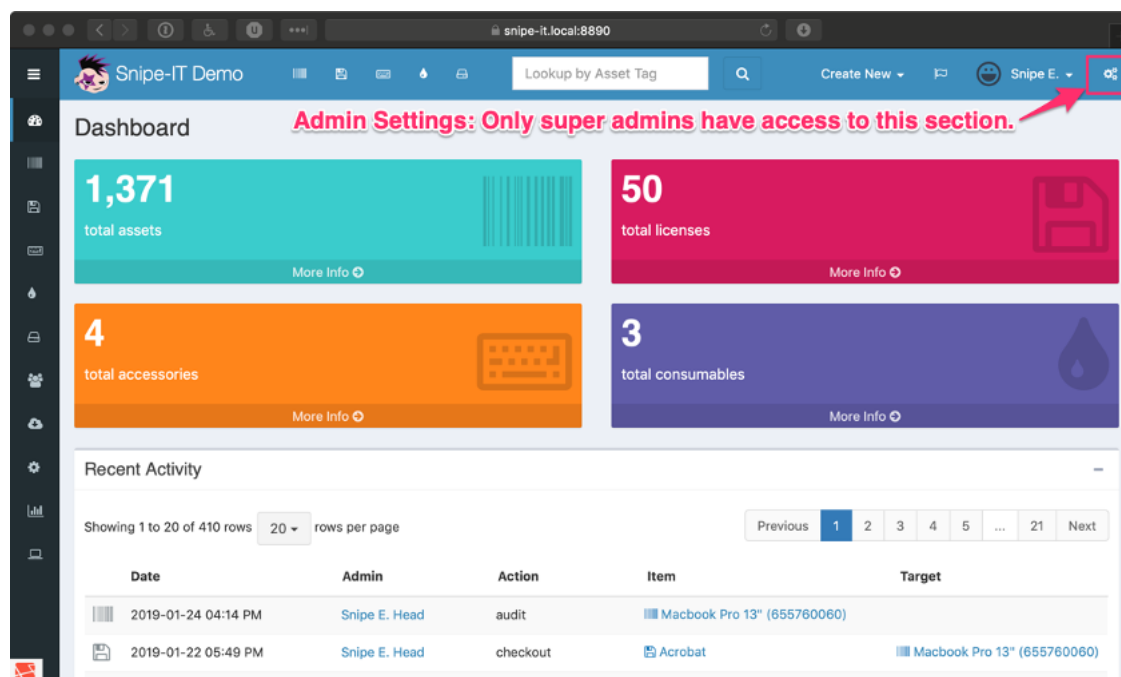 snipe-it.local:8890
Snipe-IT Demo Lookup by Asset Tag Create New Snipe E.
Dashboard
Admin Settings: Only super admins have access to this section.
1,371
total assets
More Info
50
total licenses
More Info
4
total accessories
More Info
3
total consumables
More Info
Recent Activity
Showing 1 to 20 of 410 rows 20 rows per page Previous 1 2 3 4 5 ... 21 Next
Date Admin Action Item Target
2019-01-24 04:14 PM Snipe E. Head audit Macbook Pro 13" (655760060)
2019-01-22 05:49 PM Snipe E. Head checkout Acrobat Macbook Pro 13" (655760060)